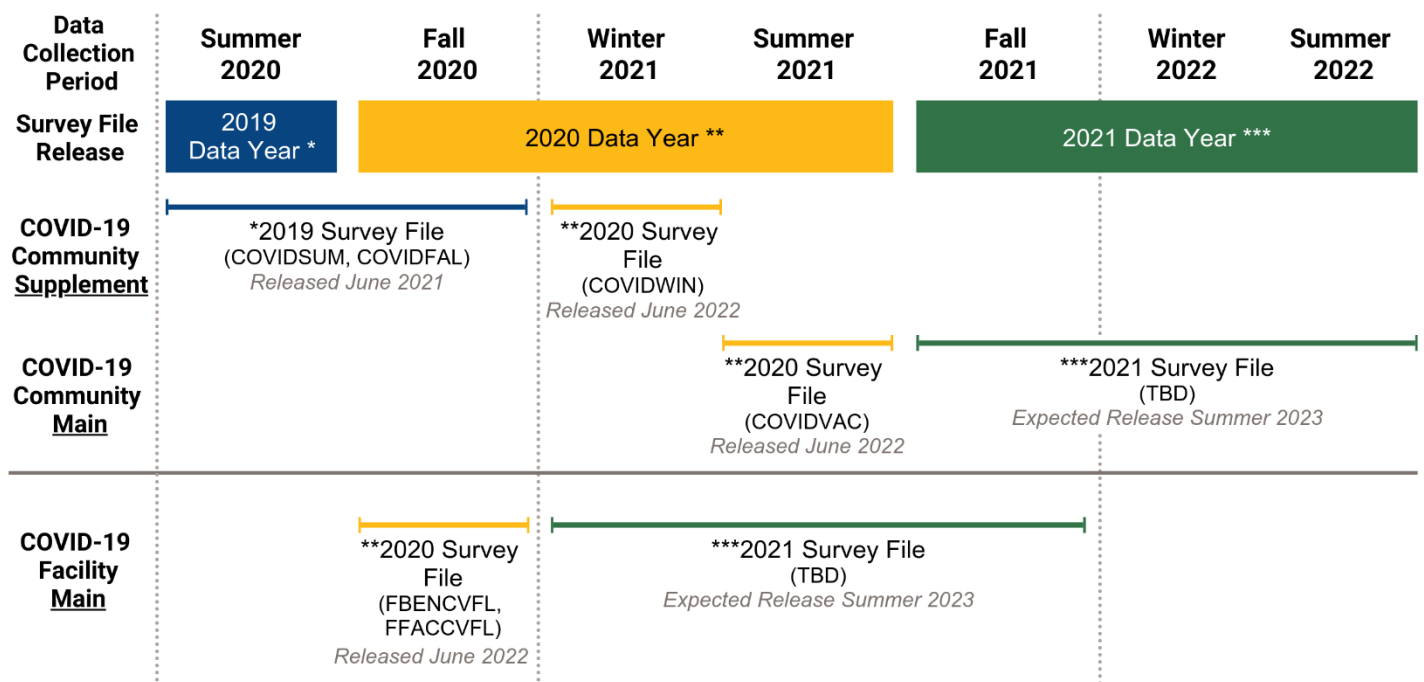 Data
Collection
Period
Summer
2020
Fall
2020
Winter
2021
Summer
2021
Fall
2021
Winter
2022
Summer
2022
Survey File
Release
2019
Data Year *
2020 Data Year **
2021 Data Year ***
COVID-19
Community
Supplement
*2019 Survey File
(COVIDSUM, COVIDFAL)
Released June 2021
**2020 Survey
File
(COVIDWIN)
Released June 2022
COVID-19
Community
Main
**2020 Survey
File
(COVIDVAC)
Released June 2022
***2021 Survey File
(TBD)
Expected Release Summer 2023
COVID-19
Facility
Main
**2020 Survey
File
(FBENCVFL,
FFACCVFL)
Released June 2022
***2021 Survey File
(TBD)
Expected Release Summer 2023